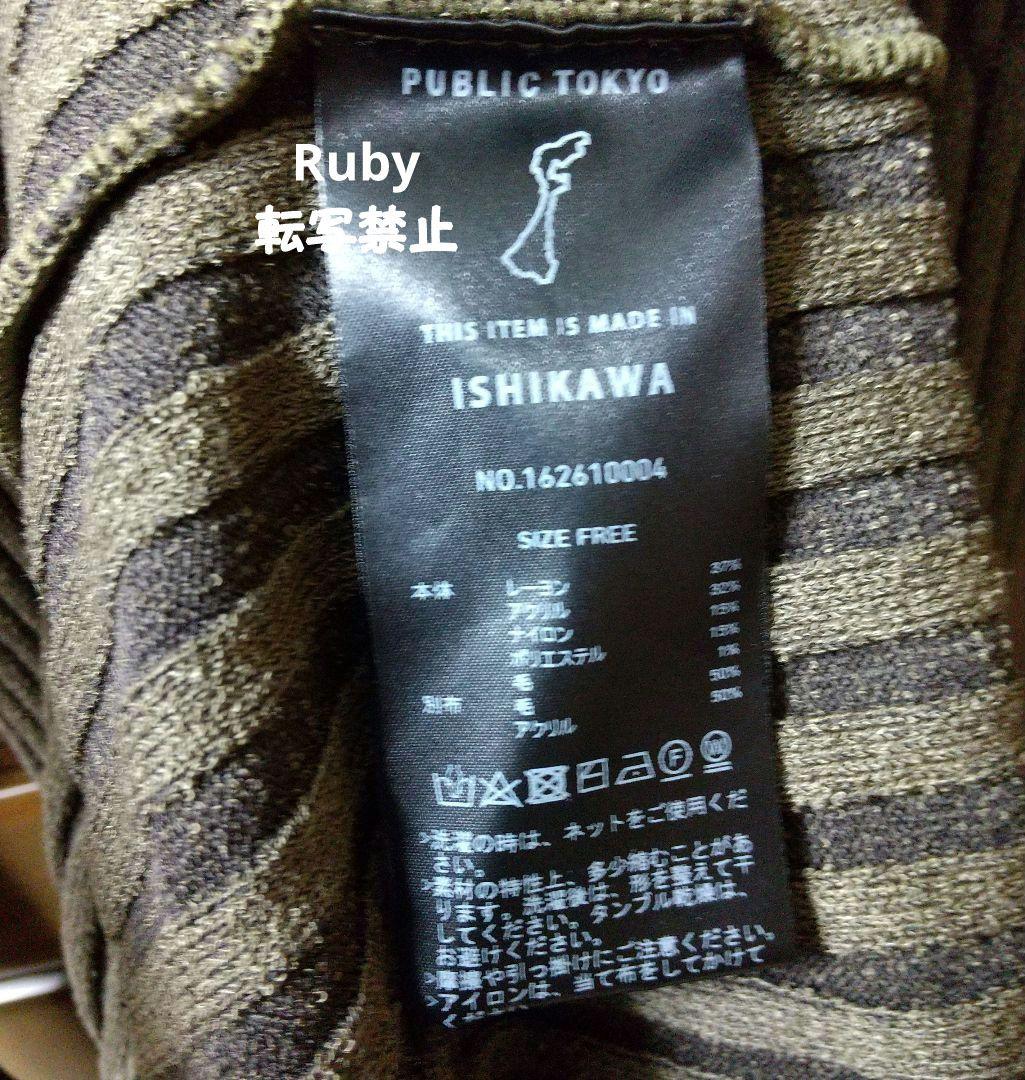 PUBLIC TOKYO
Ruby
転写禁止
THIS ITEM IS MADE IN
ISHIKAWA
NO.162610004
SIZE FREE
本体 レーヨン 37%
アクリル 32%
ナイロン 15%
ポリエステル 15%
毛 1%
別布 毛 50%
アクリル 50%
F
W
>洗濯の時は、ネットをご使用くだ
さい。
>素材の特性上、多少縮むことがあ
ります。洗濯後は、形を整えて干
してください。タンブル乾燥は、
お避けください。
>摩擦や引っ掛けにご注意ください。
>アイロンは、当て布をしてかけて